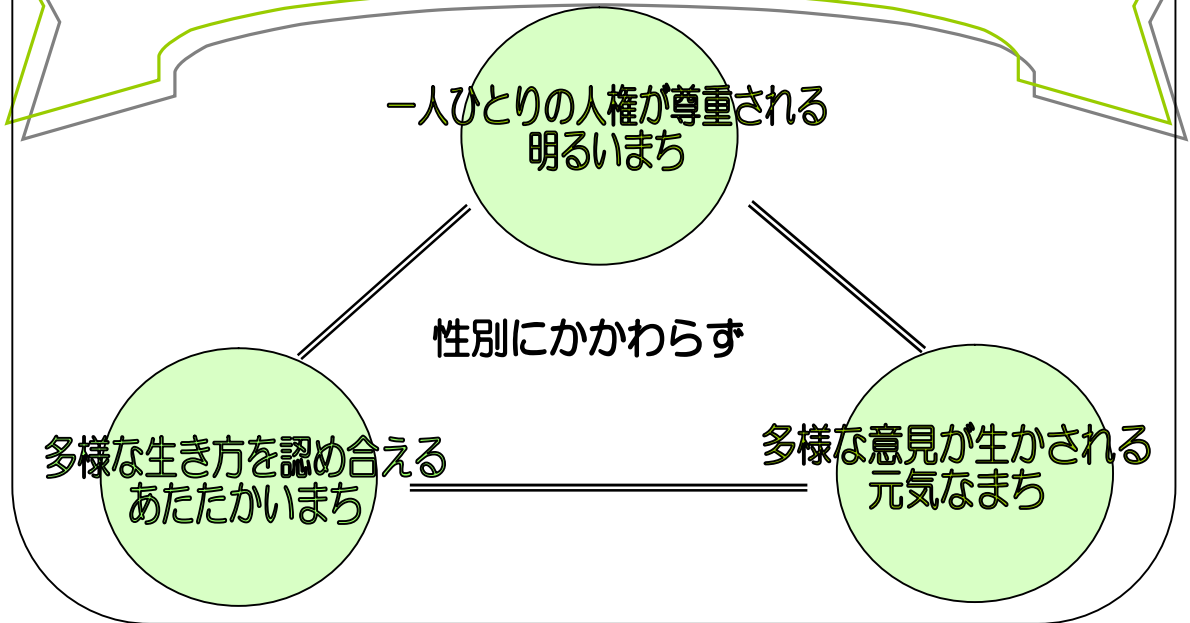 一人ひとりの人権が尊重される
明るいまち
性別にかかわらず
多様な生き方を認め合える
あたたかいまち
多様な意見が生かされる
元気なまち